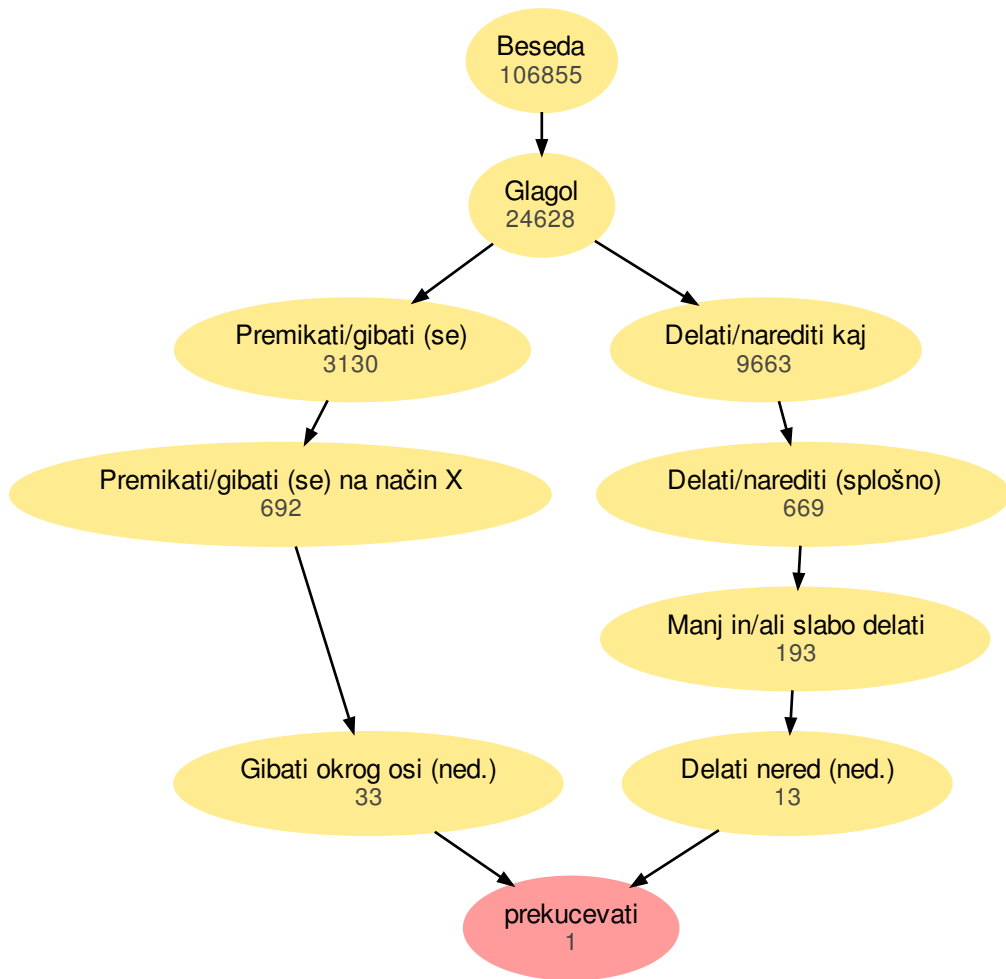 Beseda
106855
Glagol
24628
Premikati/gibati (se)
3130
Delati/narediti kaj
9663
Premikati/gibati (se) na način X
692
Delati/narediti (splošno)
669
Manj in/ali slabo delati
193
Gibati okrog osi (ned.)
33
Delati nered (ned.)
13
prekucevati
1